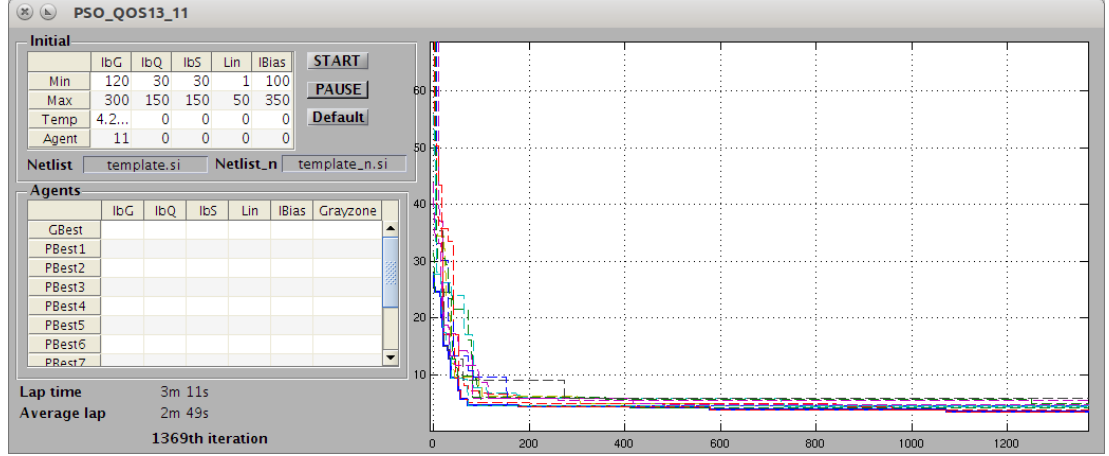 PSO_QOS13_11
Initial
IbG IbQ IbS Lin IBias
Min 120 30 30 1 100
Max 300 150 150 50 350
Temp 4.2... 0 0 0 0
Agent 11 0 0 0 0
START
PAUSE
Default
Netlist template.si Netlist_n template_n.si
Agents
IbG IbQ IbS Lin IBias Grayzone
GBest
PBest1
PBest2
PBest3
PBest4
PBest5
PBest6
PBest7
Lap time 3m 11s
Average lap 2m 49s
1369th iteration
60
50
40
30
20
10
0 200 400 600 800 1000 1200